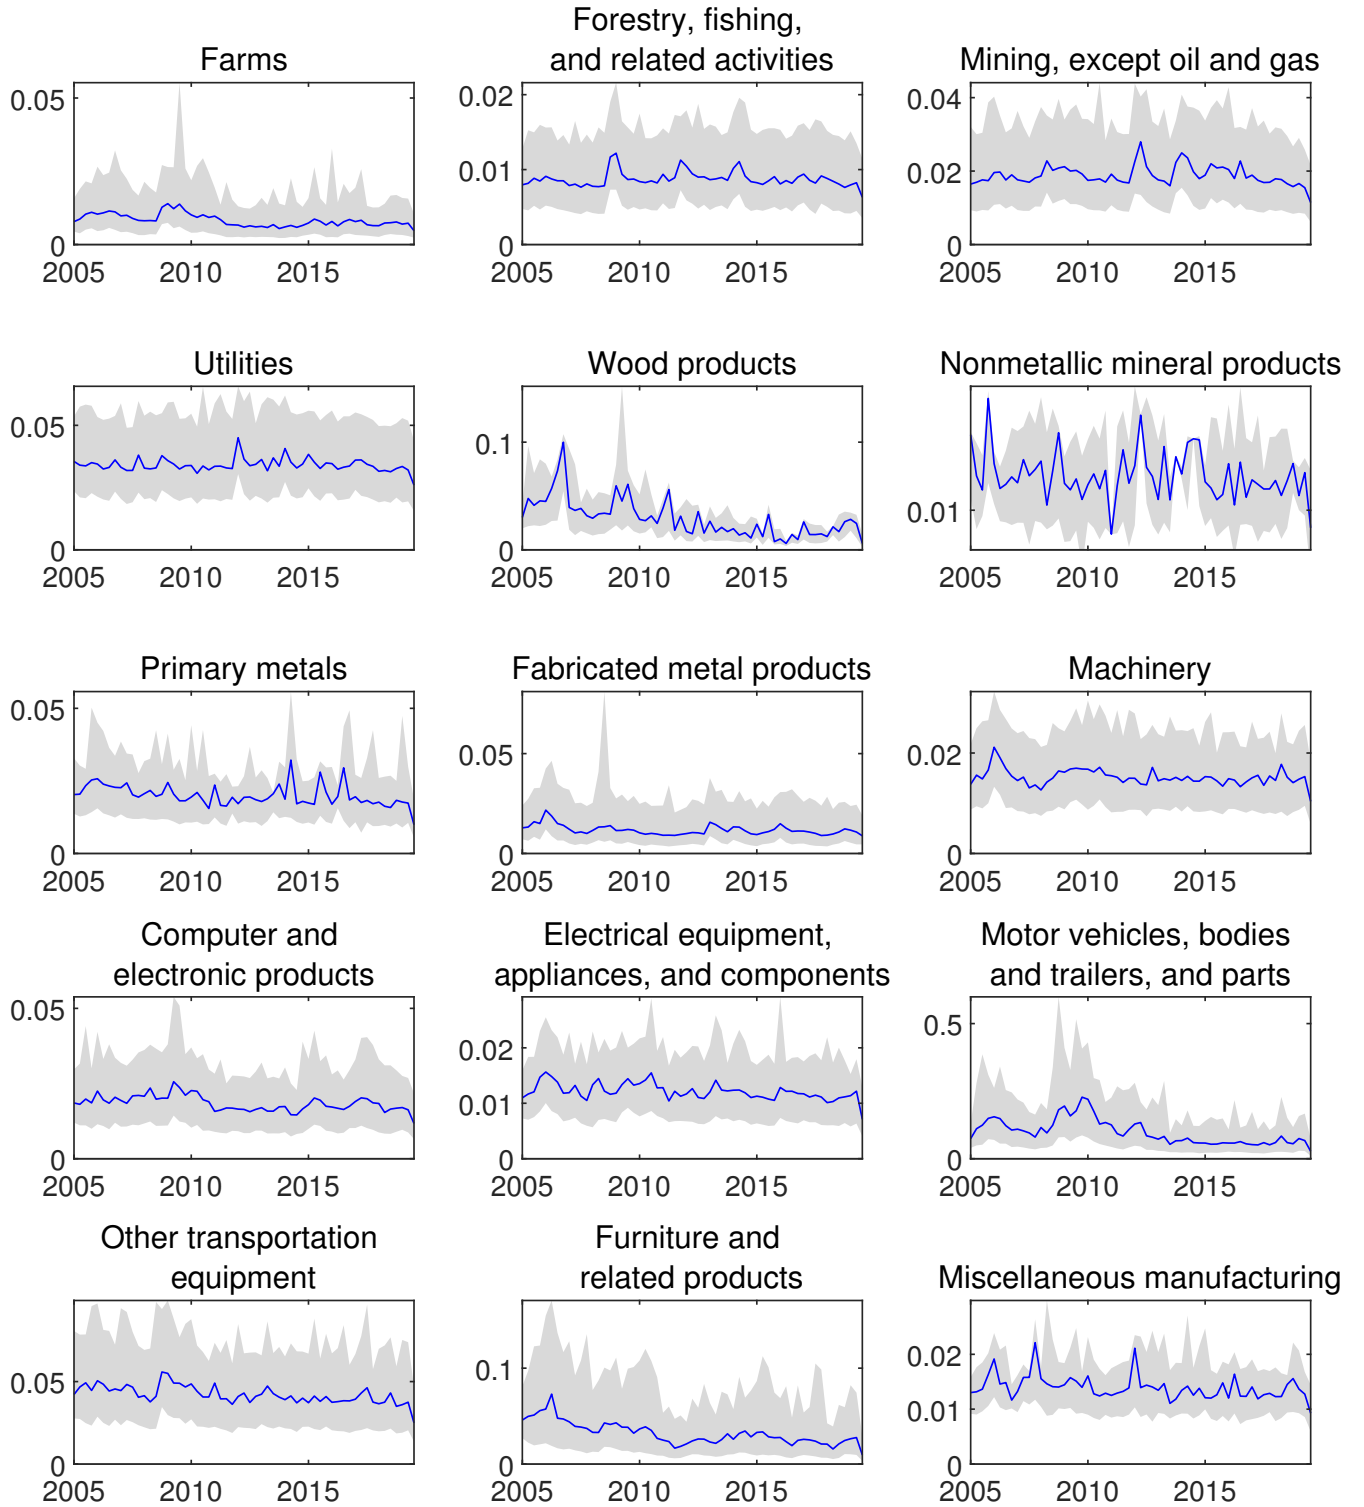 Farms
0.05
0
2005 2010 2015
Forestry, fishing,
and related activities
0.02
0.01
0
2005 2010 2015
Mining, except oil and gas
0.04
0.02
0
2005 2010 2015
Utilities
0.05
0
2005 2010 2015
Wood products
0.1
0
2005 2010 2015
Nonmetallic mineral products
0.01
2005 2010 2015
Primary metals
0.05
0
2005 2010 2015
Fabricated metal products
0.05
0
2005 2010 2015
Machinery
0.02
0
2005 2010 2015
Computer and
electronic products
0.05
0
2005 2010 2015
Electrical equipment,
appliances, and components
0.02
0.01
0
2005 2010 2015
Motor vehicles, bodies
and trailers, and parts
0.5
0
2005 2010 2015
Other transportation
equipment
0.05
0
2005 2010 2015
Furniture and
related products
0.1
0
2005 2010 2015
Miscellaneous manufacturing
0.02
0.01
0
2005 2010 2015